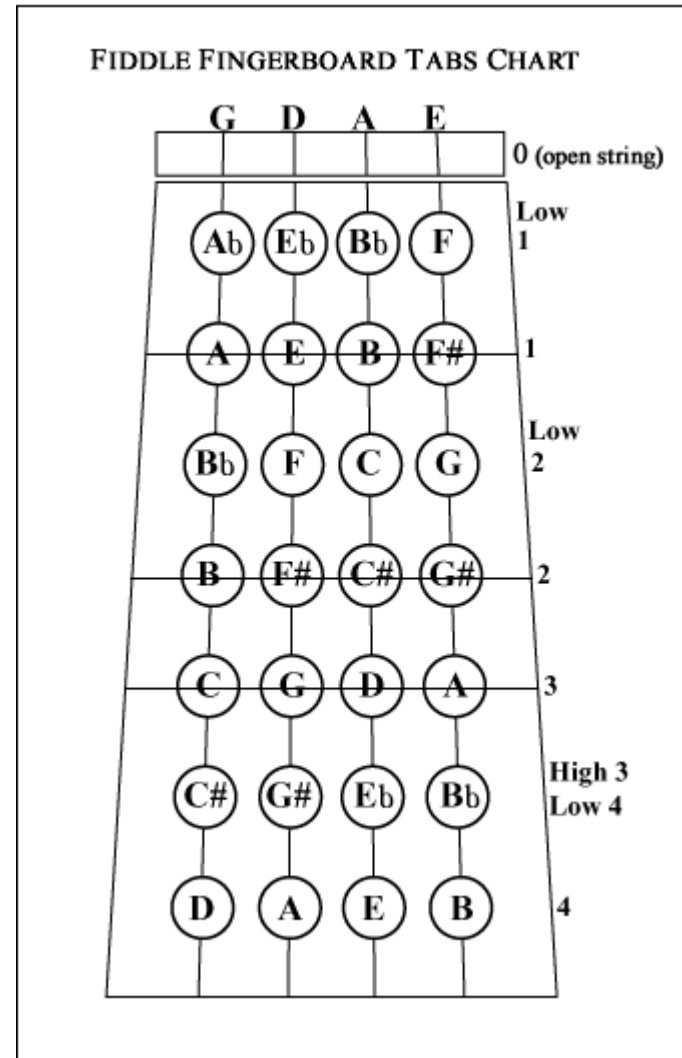 FIDDLE FINGERBOARD TABS CHART
G D A E
0 (open string)
Low
1
Ab Eb Bb F
A E B F# 1
Low
2
Bb F C G
B F# C# G# 2
C G D A 3
High 3
Low 4
C# G# Eb Bb
D A E B 4